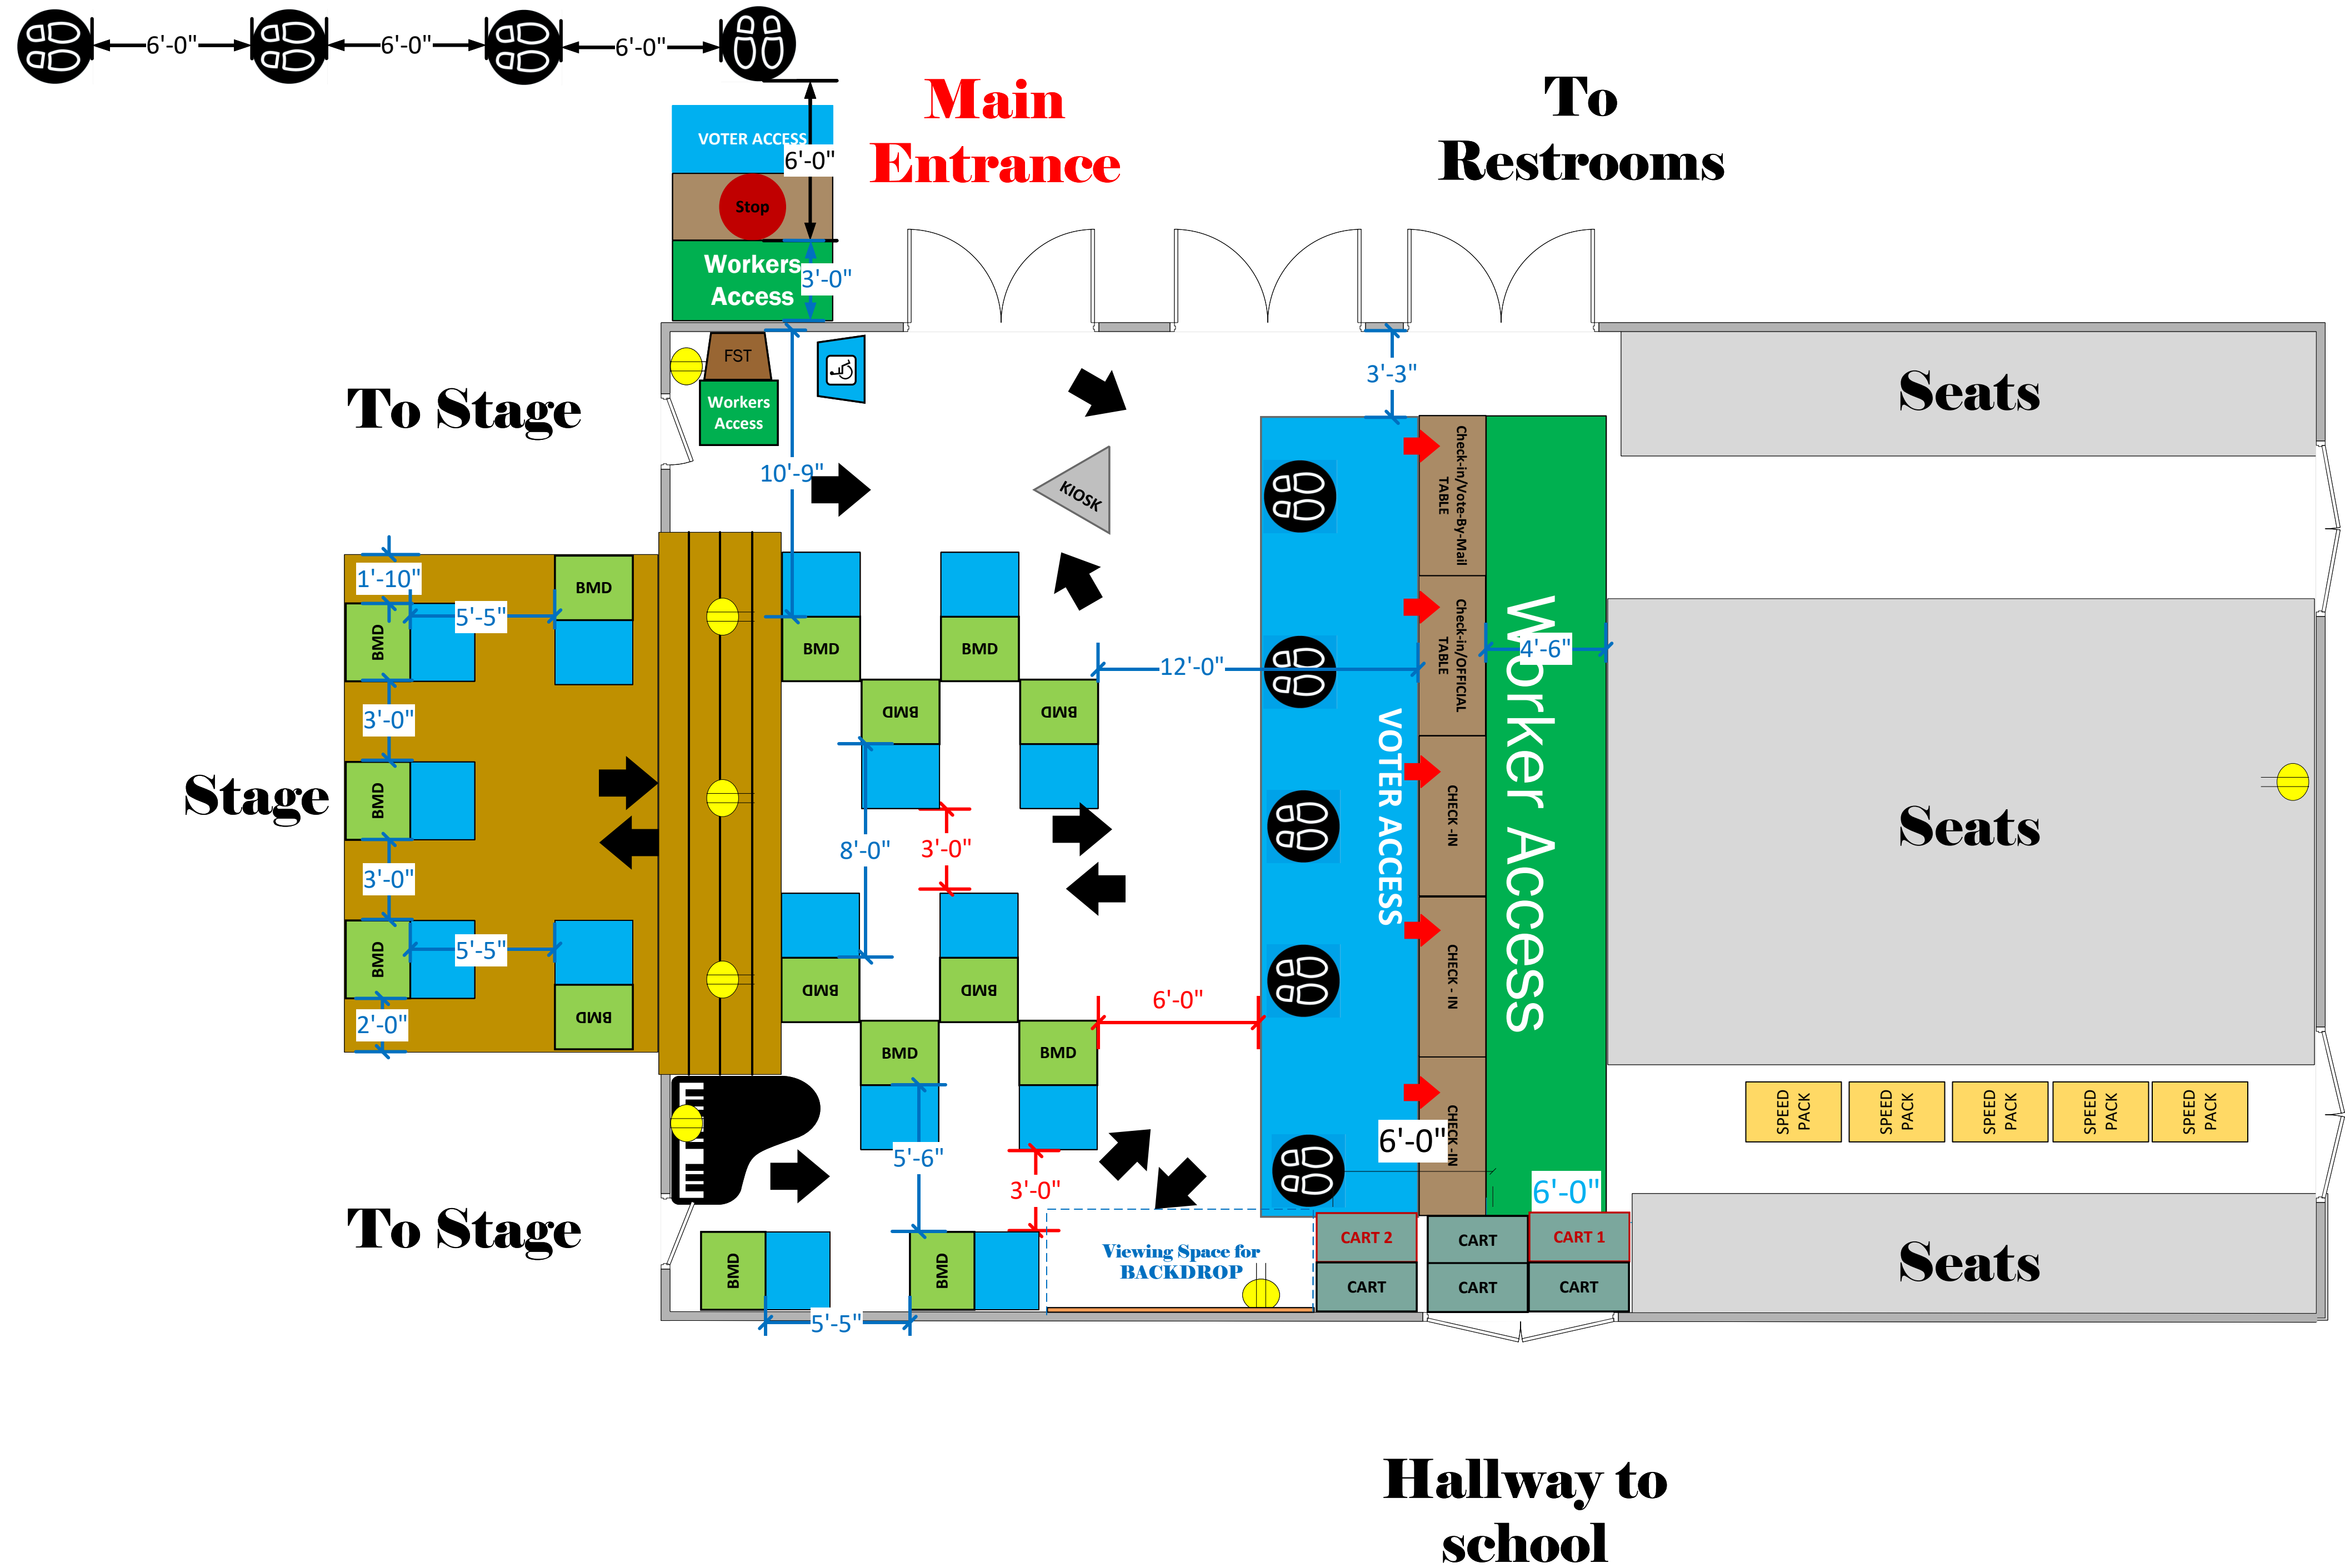 6'-0"
6'-0"
6'-0"
VOTER ACCESS
6'-0"
Stop
Workers
Access
3'-0"
Main
Entrance
To
Restrooms
FST
Workers
Access
10'-9"
3'-3"
KIOSK
To Stage
Seats
Check-in/Vote-By-Mail
TABLE
Check-in/OFFICIAL
TABLE
CHECK -IN
CHECK - IN
CHECK -IN
VOTER ACCESS
Worker Access
4'-6"
12'-0"
1'-10"
5'-5"
BMD
BMD
3'-0"
BMD
3'-0"
BMD
5'-5"
BMD
2'-0"
Stage
BMD
BMD
BMD
BMD
8'-0"
3'-0"
BMD
BMD
BMD
BMD
6'-0"
Seats
5'-6"
3'-0"
6'-0"
6'-0"
SPEED
PACK
SPEED
PACK
SPEED
PACK
SPEED
PACK
SPEED
PACK
To Stage
BMD
BMD
5'-5"
Viewing Space for
BACKDROP
CART 2
CART
CART 1
CART
CART
CART
Seats
Hallway to
school